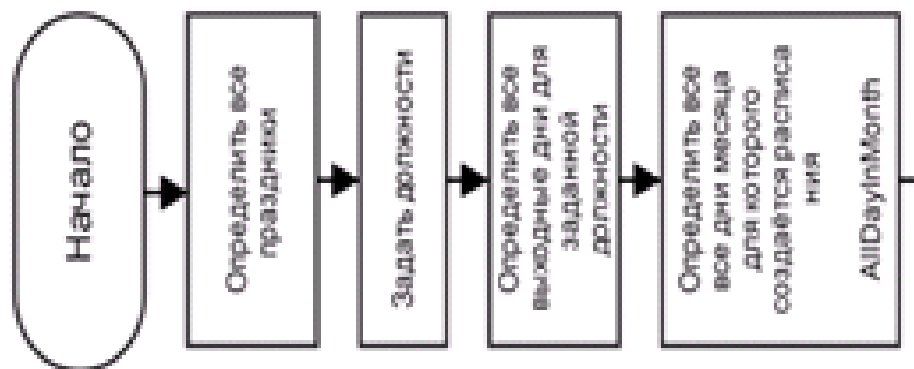 Начало
Определить все
праздники
Задать должности
Определить все
выходные дни для
заданной
должности
Определить все
все дни месяца
для которого
создаётся расписа
ния
AllDayInMonth